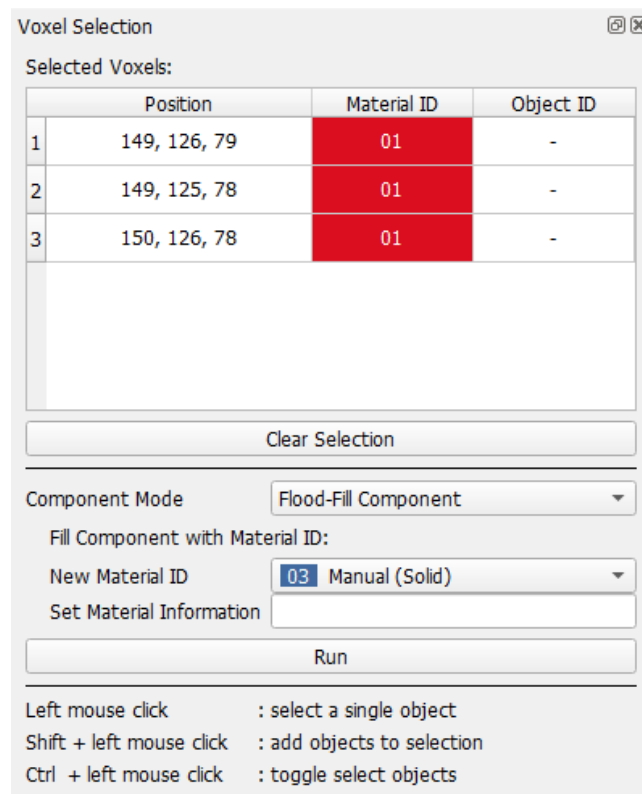 Voxel Selection
Selected Voxels:
Position Material ID Object ID
1 149, 126, 79 01 -
2 149, 125, 78 01 -
3 150, 126, 78 01 -
Clear Selection
Component Mode Flood-Fill Component
Fill Component with Material ID:
New Material ID 03 Manual (Solid)
Set Material Information
Run
Left mouse click : select a single object
Shift + left mouse click : add objects to selection
Ctrl + left mouse click : toggle select objects